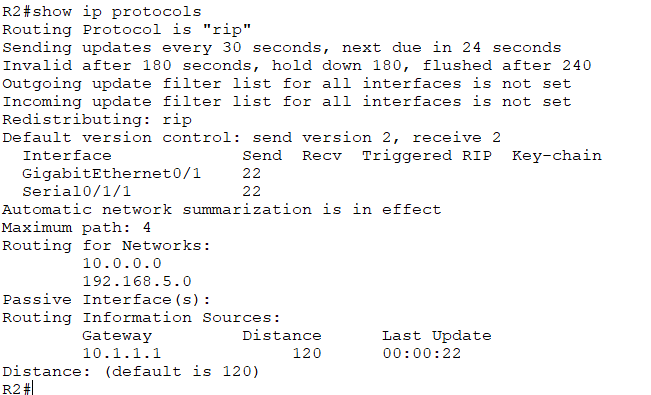 R2#show ip protocols
Routing Protocol is "rip"
Sending updates every 30 seconds, next due in 24 seconds
Invalid after 180 seconds, hold down 180, flushed after 240
Outgoing update filter list for all interfaces is not set
Incoming update filter list for all interfaces is not set
Redistributing: rip
Default version control: send version 2, receive 2
  Interface             Send  Recv  Triggered RIP  Key-chain
  GigabitEthernet0/1    22
  Serial0/1/1           22
Automatic network summarization is in effect
Maximum path: 4
Routing for Networks:
        10.0.0.0
        192.168.5.0
Passive Interface(s):
Routing Information Sources:
        Gateway         Distance      Last Update
        10.1.1.1             120      00:00:22
Distance: (default is 120)
R2#